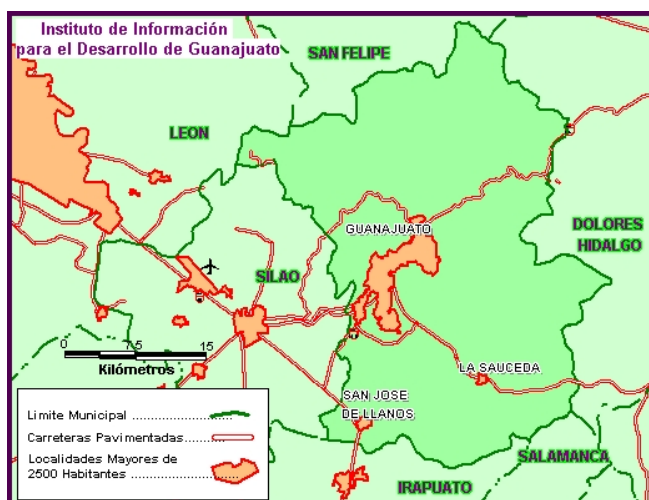 Instituto de Información
para el Desarrollo de Guanajuato
SAN FELIPE
LEON
GUANAJUATO
DOLORES
HIDALGO
SILAO
0 7.5 15
Kilómetros
LA SAUCEDA
SAN JOSE
DE LLANOS
Limite Municipal
Carreteras Pavimentadas
Localidades Mayores de
2500 Habitantes
SALAMANCA
IRAPUATO